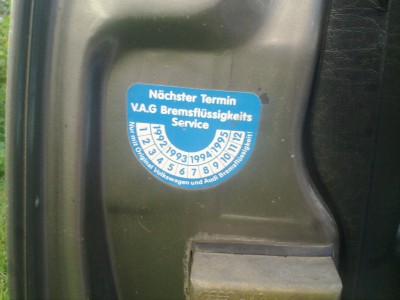 Nächster Termin
V.A.G Bremsflüssigkeits
Service
1992 1993 1994 1995
1 2 3 4 5 6 7 8 9 10 11 12
Nur mit Original Volkswagen und Audi Bremsflüssigkeit!